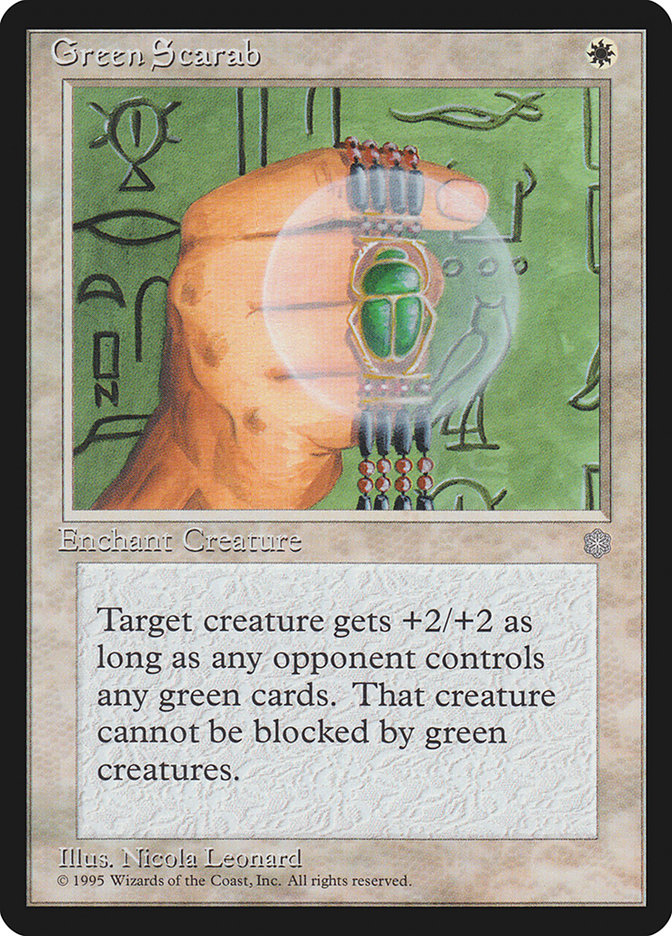 Green Scarab
Enchant Creature
Target creature gets +2/+2 as
long as any opponent controls
any green cards. That creature
cannot be blocked by green
creatures.
Illus. Nicola Leonard
© 1995 Wizards of the Coast, Inc. All rights reserved.